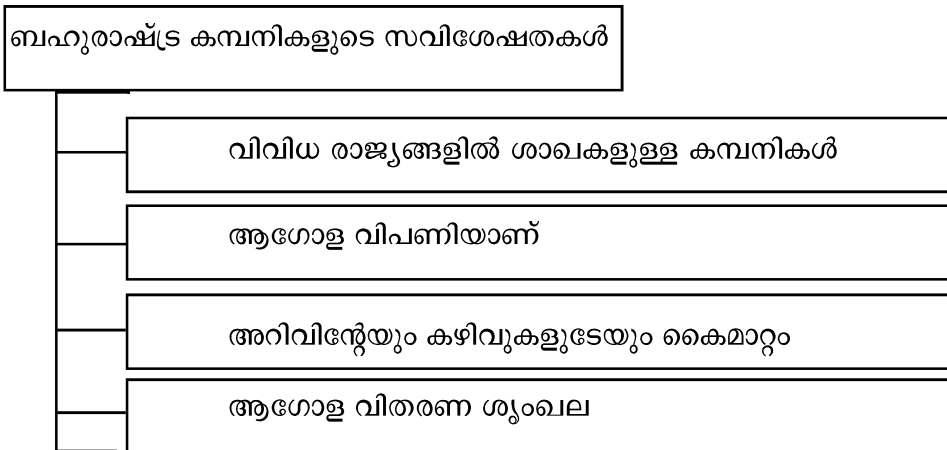 ബഹുരാഷ്ട്ര കമ്പനികളുടെ സവിശേഷതകൾ
വിവിധ രാജ്യങ്ങളിൽ ശാഖകളുള്ള കമ്പനികൾ
ആഗോള വിപണിയാണ്
അറിവിന്റേയും കഴിവുകളുടേയും കൈമാറ്റം
ആഗോള വിതരണ ശൃംഖല